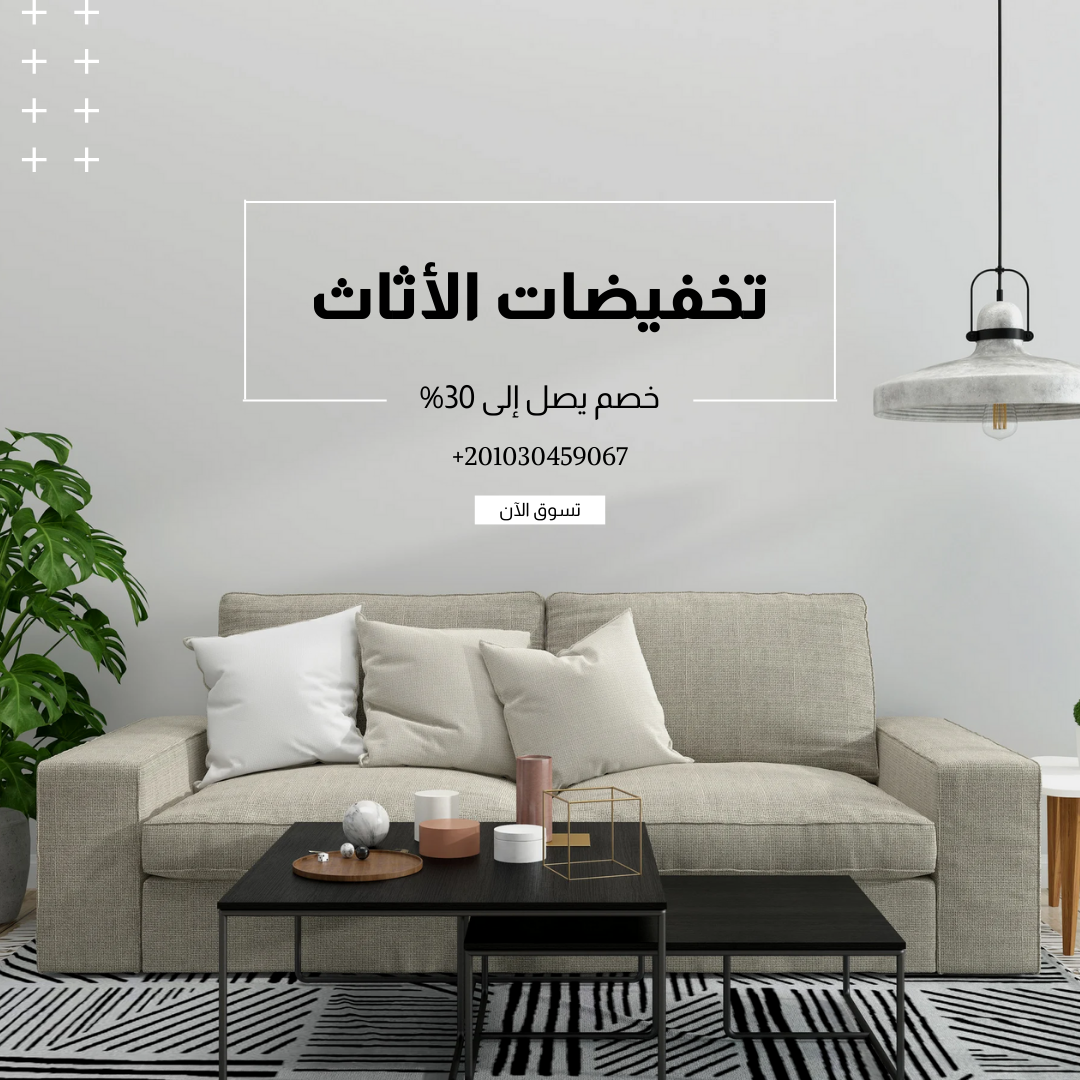 تخفيضات الأثاث
خصم يصل إلى 30%
+201030459067
تسوق الآن